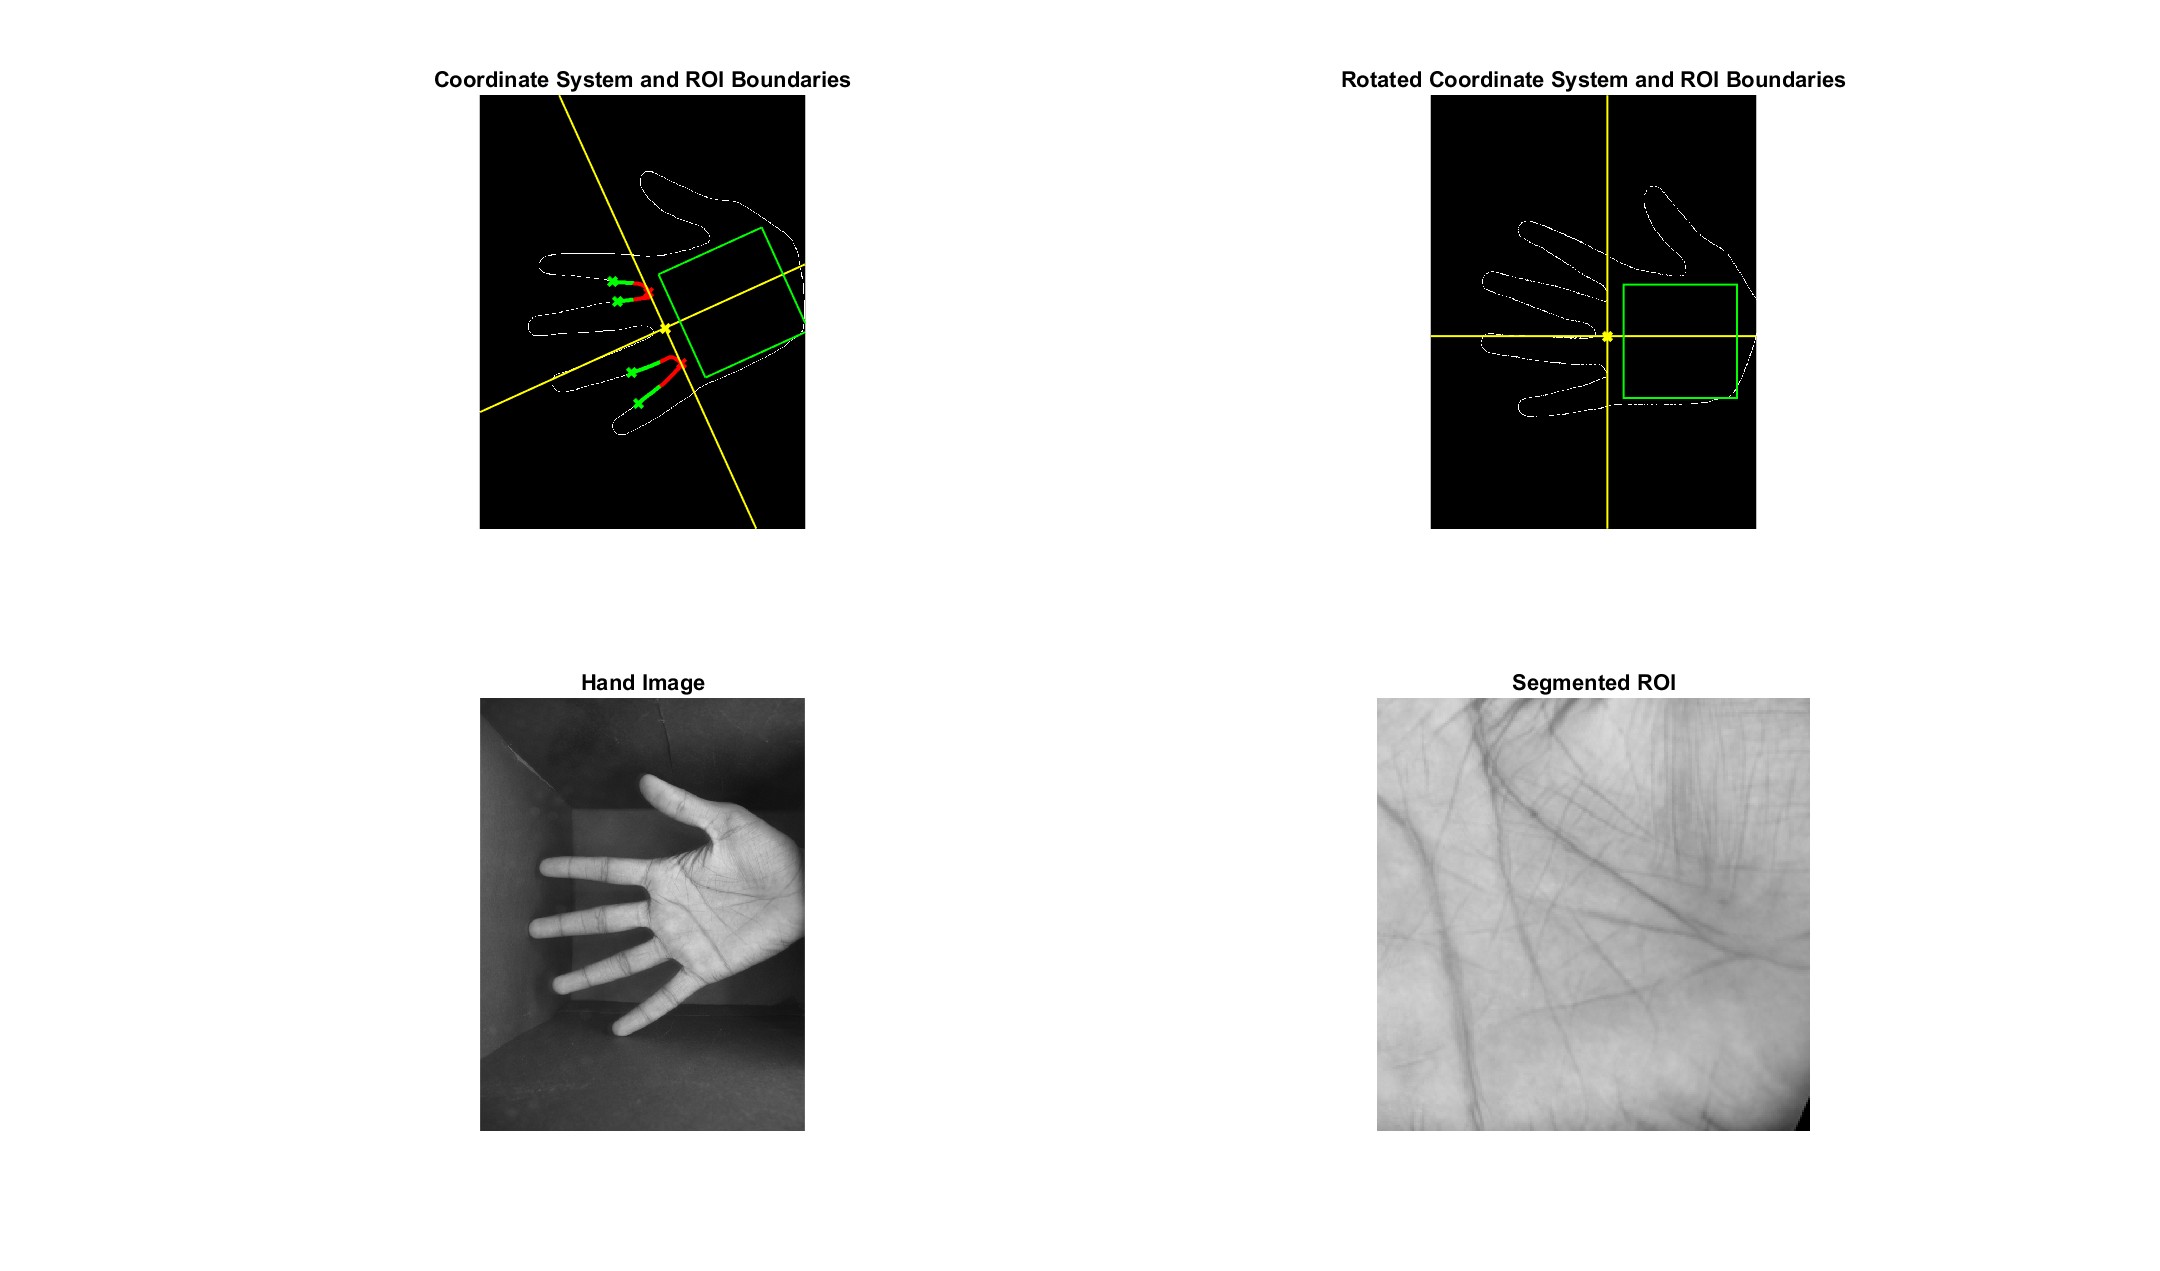 Coordinate System and ROI Boundaries
Rotated Coordinate System and ROI Boundaries
Hand Image
Segmented ROI